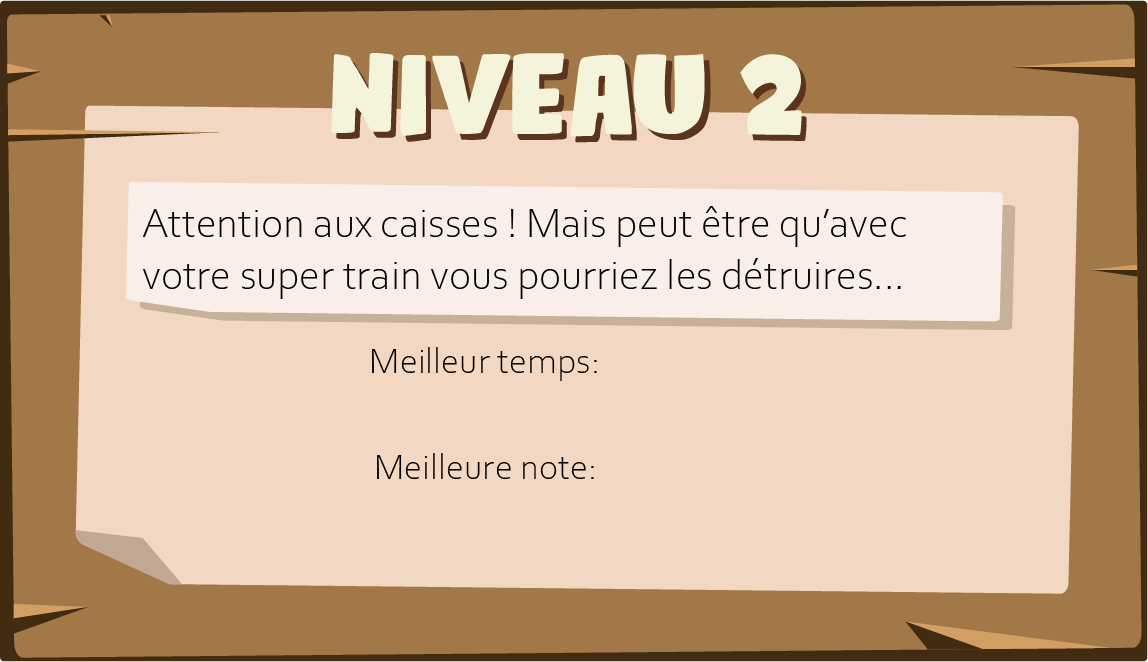 NIVEAU 2
Attention aux caisses ! Mais peut être qu’avec
votre super train vous pourriez les détruires...
Meilleur temps:
Meilleure note: